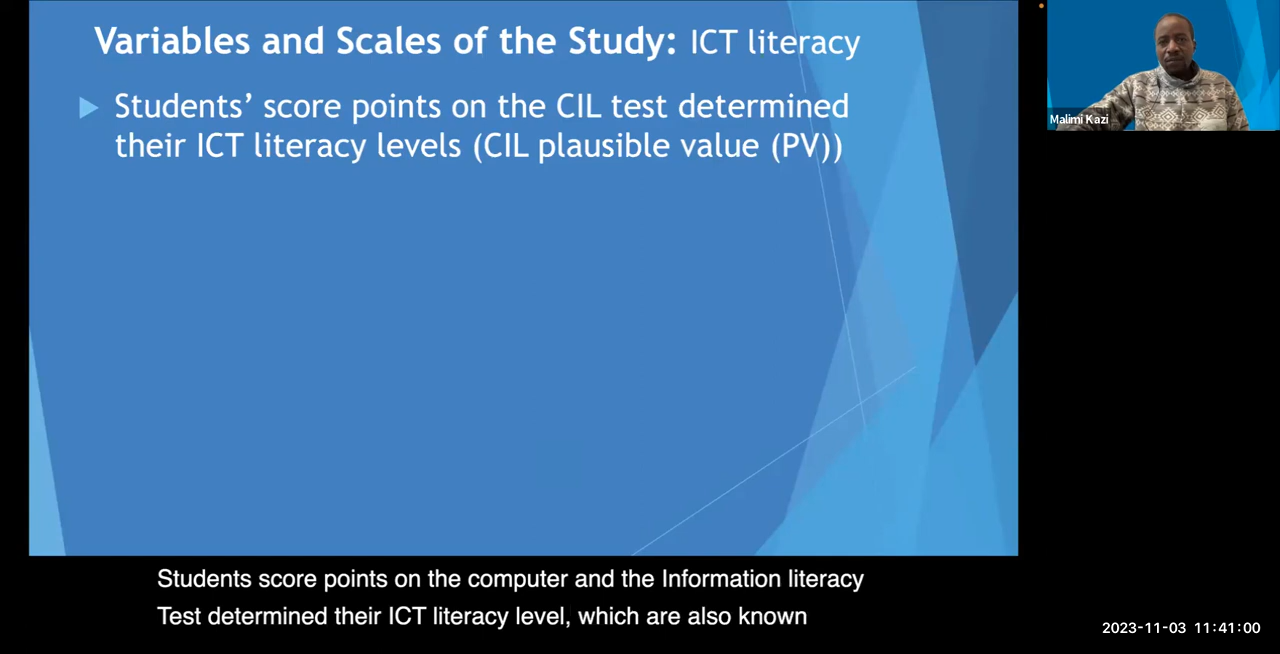 Variables and Scales of the Study: ICT literacy
Students’ score points on the CIL test determined
their ICT literacy levels (CIL plausible value (PV))
Malimi Kazi
Students score points on the computer and the Information literacy
Test determined their ICT literacy level, which are also known
2023-11-03 11:41:00